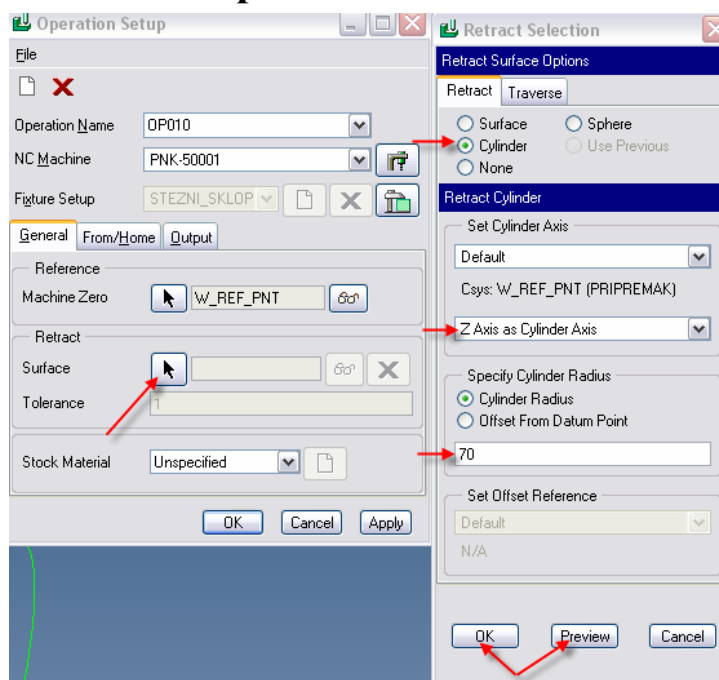 Operation Setup
File
Operation Name OP010
NC Machine PNK-50001
Fixture Setup STEZNI_SKLOP
General From/Home Output
Reference
Machine Zero W_REF_PNT
Retract
Surface
Tolerance 1
Stock Material Unspecified
OK Cancel Apply
Retract Selection
Retract Surface Options
Retract Traverse
Surface Sphere
Cylinder Use Previous
None
Retract Cylinder
Set Cylinder Axis
Default
Csys: W_REF_PNT (PRIPREMAK)
Z Axis as Cylinder Axis
Specify Cylinder Radius
Cylinder Radius
Offset From Datum Point
70
Set Offset Reference
Default
N/A
OK Preview Cancel